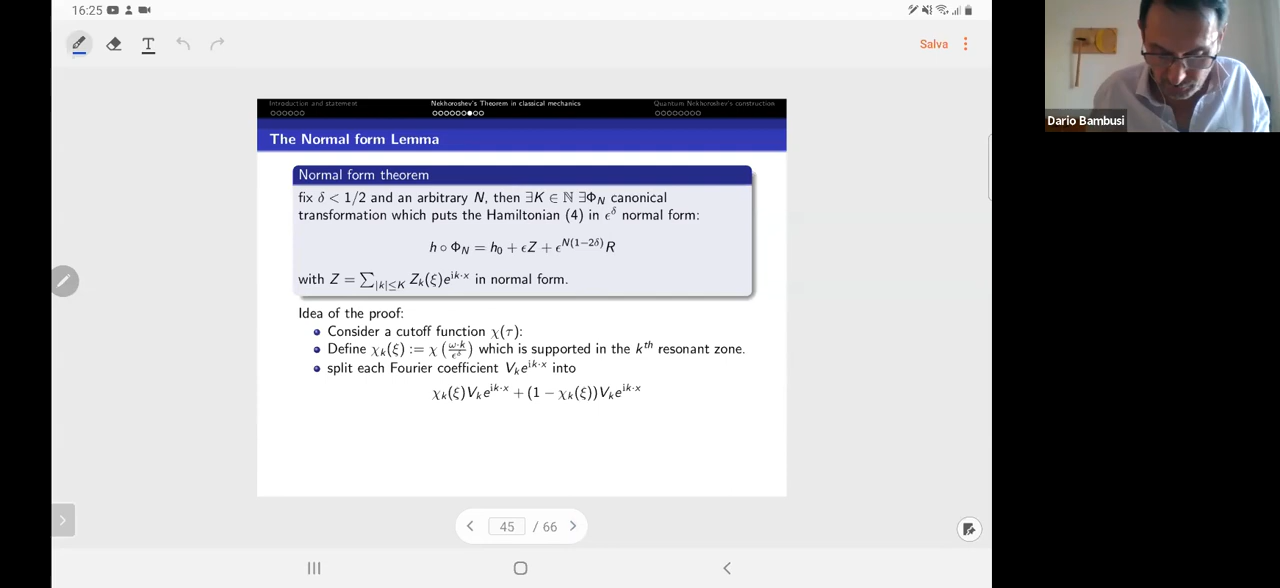 16:25
Salva
Introduction and statement
Nekhoroshev's Theorem in classical mechanics
Quantum Nekhoroshev's construction
The Normal form Lemma
Normal form theorem
fix δ < 1/2 and an arbitrary N, then ∃K ∈ ℕ ∃Φ_N canonical
transformation which puts the Hamiltonian (4) in ϵ^δ normal form:
h ∘ Φ_N = h_0 + ϵZ + ϵ^{N(1−2δ)} R
with Z = ∑_{|k|≤K} Z_k(ξ)e^{ik·x} in normal form.
Idea of the proof:
Consider a cutoff function χ(τ):
Define χ_k(ξ) := χ(ω·k/ϵ^δ) which is supported in the k^{th} resonant zone.
split each Fourier coefficient V_k e^{ik·x} into
χ_k(ξ)V_k e^{ik·x} + (1 − χ_k(ξ))V_k e^{ik·x}
45 / 66
Dario Bambusi